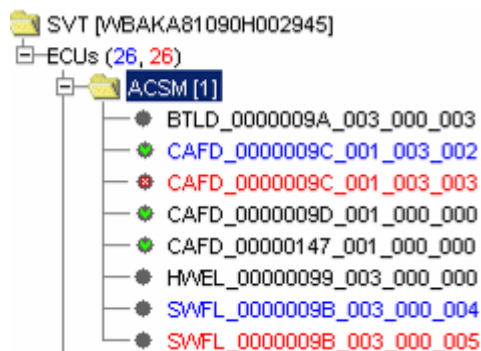 SVT [WBAKA81090H002945]
ECUs (26, 26)
ACSM [1]
BTLD_0000009A_003_000_003
CAFD_0000009C_001_003_002
CAFD_0000009C_001_003_003
CAFD_0000009D_001_000_000
CAFD_00000147_001_000_000
HWEL_00000099_003_000_000
SWFL_0000009B_003_000_004
SWFL_0000009B_003_000_005